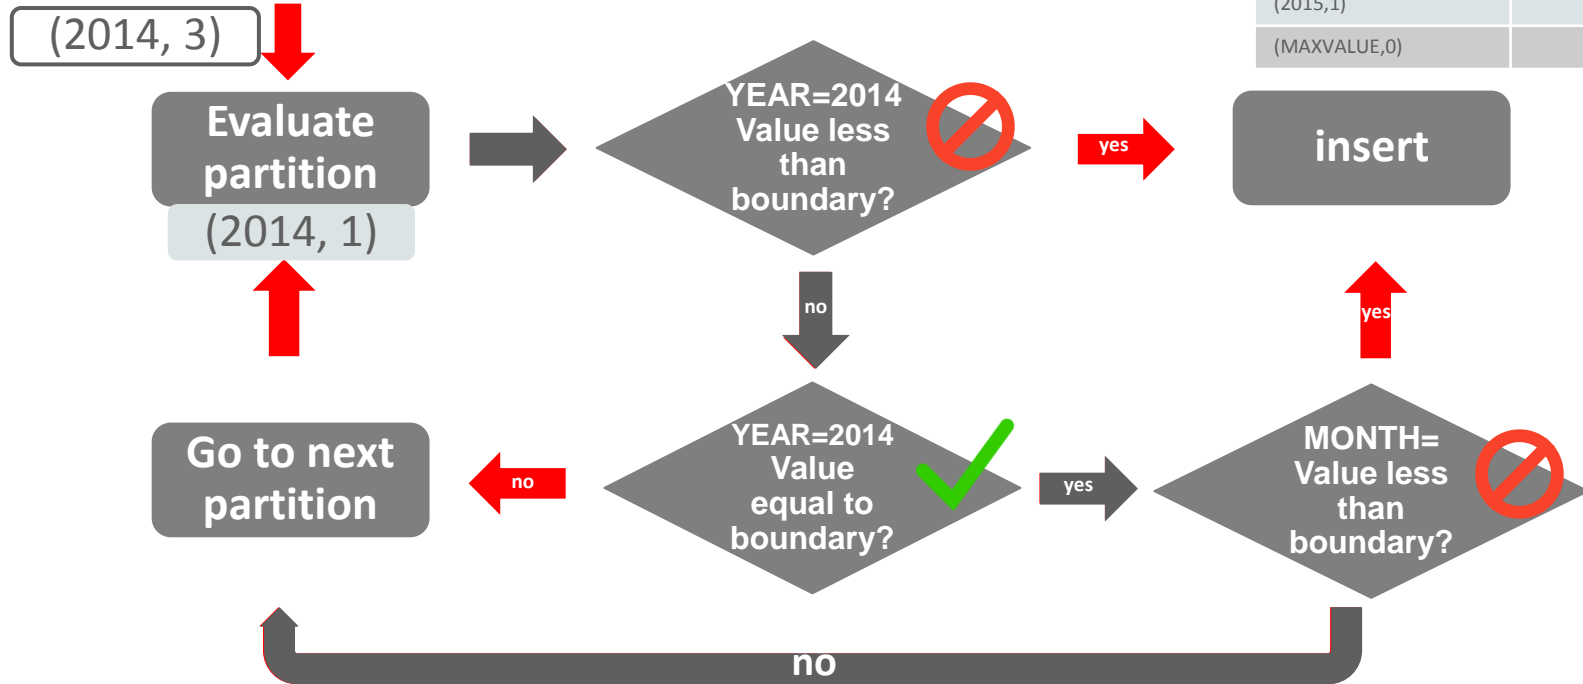 (2014, 3)
(2015,1)
(MAXVALUE,0)
Evaluate
partition
(2014, 1)
YEAR=2014
Value less
than
boundary?
yes
insert
no
yes
Go to next
partition
no
YEAR=2014
Value
equal to
boundary?
yes
MONTH=
Value less
than
boundary?
no